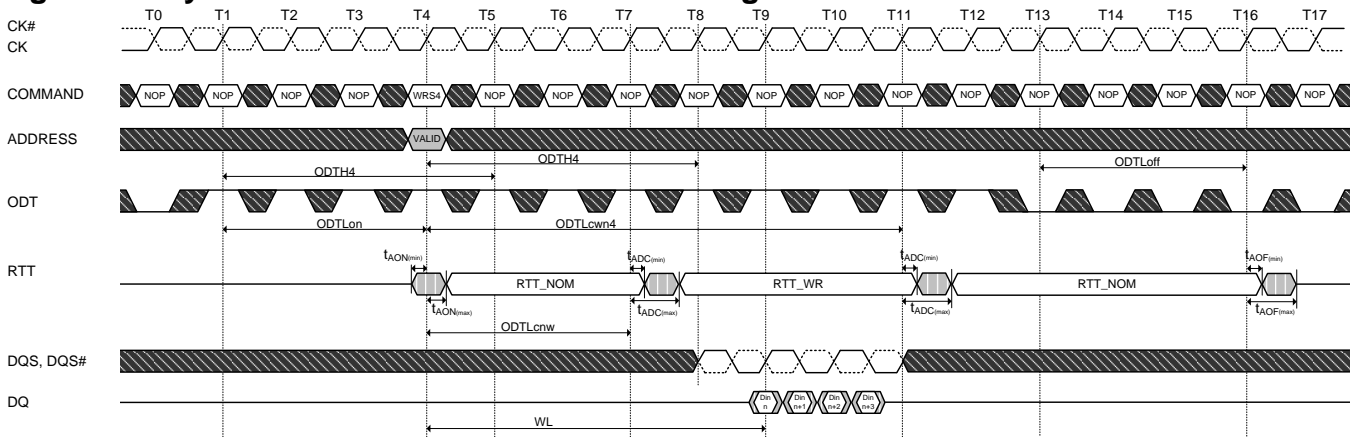 T0 T1 T2 T3 T4 T5 T6 T7 T8 T9 T10 T11 T12 T13 T14 T15 T16 T17
CK#
CK
COMMAND NOP NOP NOP NOP WRS4 NOP NOP NOP NOP NOP NOP NOP NOP NOP NOP NOP NOP NOP
ADDRESS VALID
ODTH4 ODTH4 ODTLoff
ODT
ODTLon ODTLcwn4
tAON(min) tADC(min) tADC(min) tAOF(min)
RTT RTT_NOM RTT_WR RTT_NOM
tAON(max) tADC(max) tADC(max) tAOF(max)
ODTLcnw
DQS, DQS#
DQ Din n Din n+1 Din n+2 Din n+3
WL